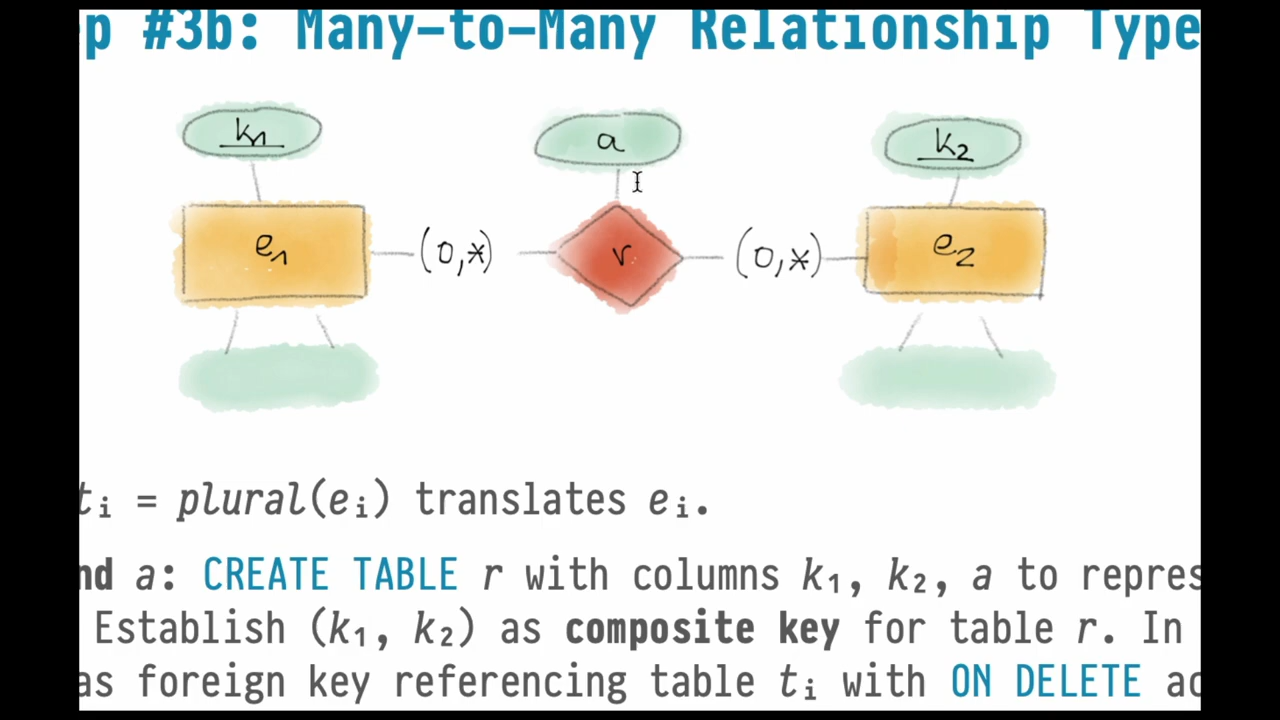 p #3b: Many-to-Many Relationship Type
k₁ a k₂
e₁ (0,*) r (0,*) e₂
tᵢ = plural(eᵢ) translates eᵢ.
nd a: CREATE TABLE r with columns k₁, k₂, a to repres
Establish (k₁, k₂) as composite key for table r. In
as foreign key referencing table tᵢ with ON DELETE ac